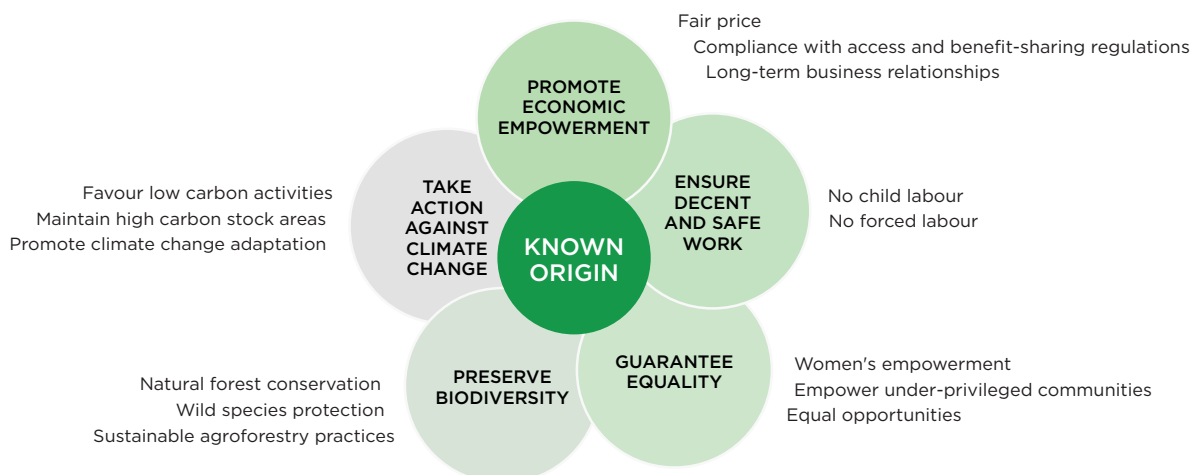 Fair price
Compliance with access and benefit-sharing regulations
Long-term business relationships
PROMOTE
ECONOMIC
EMPOWERMENT
ENSURE
DECENT
AND SAFE
WORK
No child labour
No forced labour
GUARANTEE
EQUALITY
Women's empowerment
Empower under-privileged communities
Equal opportunities
PRESERVE
BIODIVERSITY
Natural forest conservation
Wild species protection
Sustainable agroforestry practices
TAKE
ACTION
AGAINST
CLIMATE
CHANGE
Favour low carbon activities
Maintain high carbon stock areas
Promote climate change adaptation
KNOWN
ORIGIN